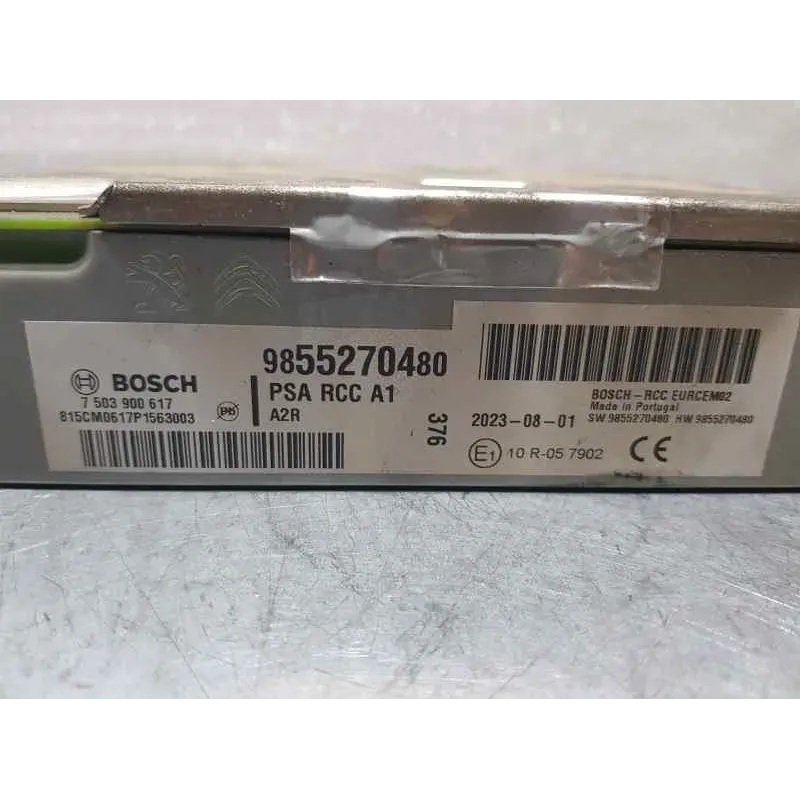 BOSCH
7 503 900 617
815CM0617P1563003
Pb
9855270480
PSA RCC A1
A2R
376
2023-08-01
E1 10 R-05 7902
BOSCH-RCC EURCEM02
Made in Portugal
SW 9855270480 HW 9855270480
CE